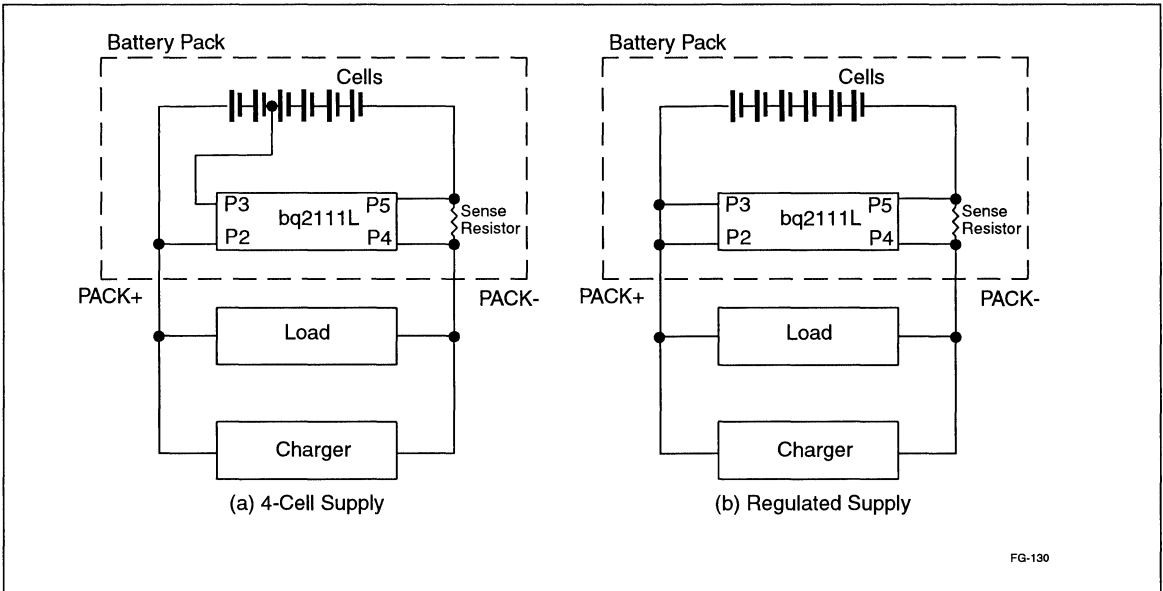 Battery Pack
Cells
P3
bq2111L
P5
P2
P4
Sense
Resistor
PACK+
PACK-
Load
Charger
(a) 4-Cell Supply
Battery Pack
Cells
P3
bq2111L
P5
P2
P4
Sense
Resistor
PACK+
PACK-
Load
Charger
(b) Regulated Supply
FG-130